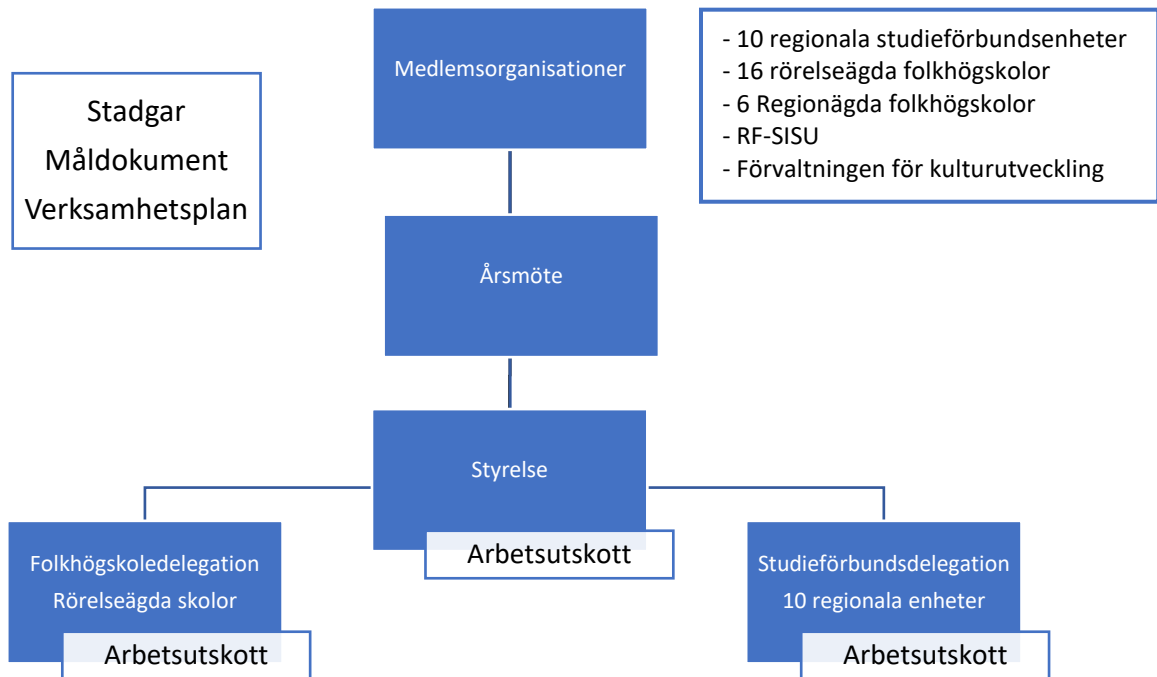 Stadgar
Måldokument
Verksamhetsplan
Medlemsorganisationer
- 10 regionala studieförbundsenheter
- 16 rörelseägda folkhögskolor
- 6 Regionägda folkhögskolor
- RF-SISU
- Förvaltningen för kulturutveckling
Årsmöte
Styrelse
Arbetsutskott
Folkhögskoledelegation
Rörelseägda skolor
Arbetsutskott
Studieförbundsdelegation
10 regionala enheter
Arbetsutskott